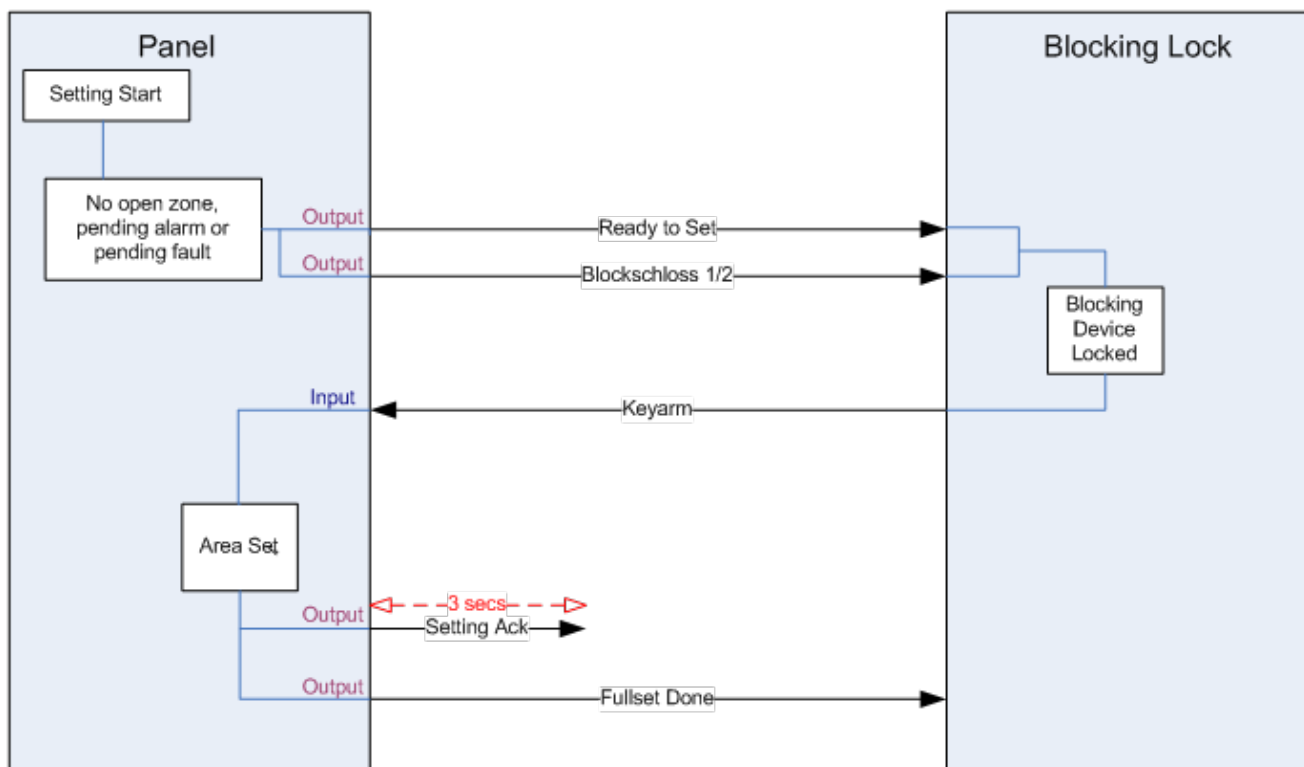 Panel
Blocking Lock
Setting Start
No open zone,
pending alarm or
pending fault
Output
Ready to Set
Output
Blockschloss 1/2
Blocking
Device
Locked
Input
Keyarm
Area Set
3 secs
Output
Setting Ack
Output
Fullset Done